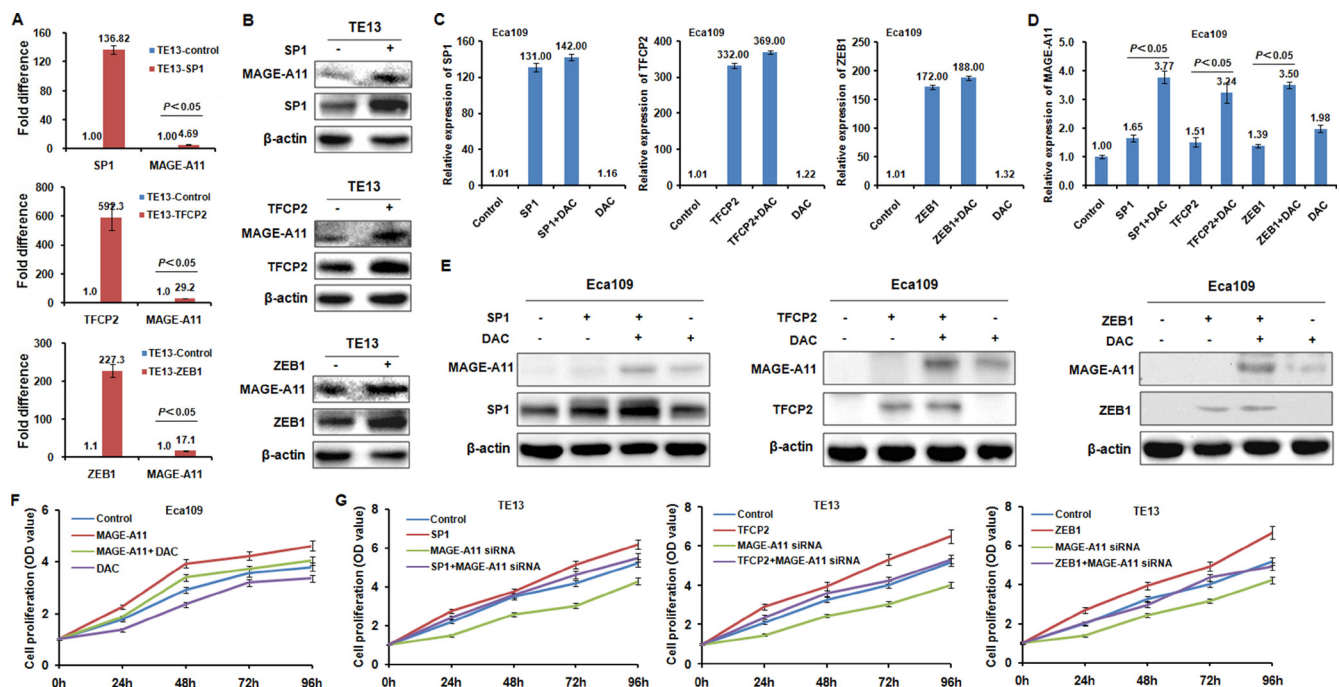 A
TE13-control
TE13-SP1
Fold difference
160
120
80
40
0
136.82
1.00
P<0.05
1.00 4.69
SP1 MAGE-A11
TE13-Control
TE13-TFCP2
Fold difference
800
600
400
200
0
592.3
1.0
P<0.05
1.0 29.2
TFCP2 MAGE-A11
TE13-Control
TE13-ZEB1
Fold difference
300
200
100
0
227.3
1.1
P<0.05
1.0 17.1
ZEB1 MAGE-A11
B
TE13
SP1 - +
MAGE-A11
SP1
β-actin
TE13
TFCP2 - +
MAGE-A11
TFCP2
β-actin
TE13
ZEB1 - +
MAGE-A11
ZEB1
β-actin
C
Eca109
Relative expression of SP1
160
120
80
40
0
1.01
131.00
142.00
1.16
Control
SP1
SP1+DAC
DAC
Eca109
Relative expression of TFCP2
400
300
200
100
0
1.01
332.00
369.00
1.22
Control
TFCP2
TFCP2+DAC
DAC
Eca109
Relative expression of ZEB1
250
200
150
100
50
0
1.01
172.00
188.00
1.32
Control
ZEB1
ZEB1+DAC
DAC
D
Eca109
Relative expression of MAGE-A11
5.0
4.0
3.0
2.0
1.0
0.0
P<0.05
P<0.05
P<0.05
1.00
1.65
3.77
1.51
3.24
1.39
3.50
1.98
Control
SP1
SP1+DAC
TFCP2
TFCP2+DAC
ZEB1
ZEB1+DAC
DAC
E
Eca109
SP1 - + + -
DAC - - + +
MAGE-A11
SP1
β-actin
Eca109
TFCP2 - + + -
DAC - - + +
MAGE-A11
TFCP2
β-actin
Eca109
ZEB1 - + + -
DAC - - + +
MAGE-A11
ZEB1
β-actin
F
Eca109
Cell proliferation (OD value)
6
4
2
0
Control
MAGE-A11
MAGE-A11+DAC
DAC
0h 24h 48h 72h 96h
G
TE13
Cell proliferation (OD value)
8
6
4
2
0
Control
SP1
MAGE-A11 siRNA
SP1+MAGE-A11 siRNA
0h 24h 48h 72h 96h
TE13
Cell proliferation (OD value)
8
6
4
2
0
Control
TFCP2
MAGE-A11 siRNA
TFCP2+MAGE-A11 siRNA
0h 24h 48h 72h 96h
TE13
Cell proliferation (OD value)
8
6
4
2
0
Control
ZEB1
MAGE-A11 siRNA
ZEB1+MAGE-A11 siRNA
0h 24h 48h 72h 96h